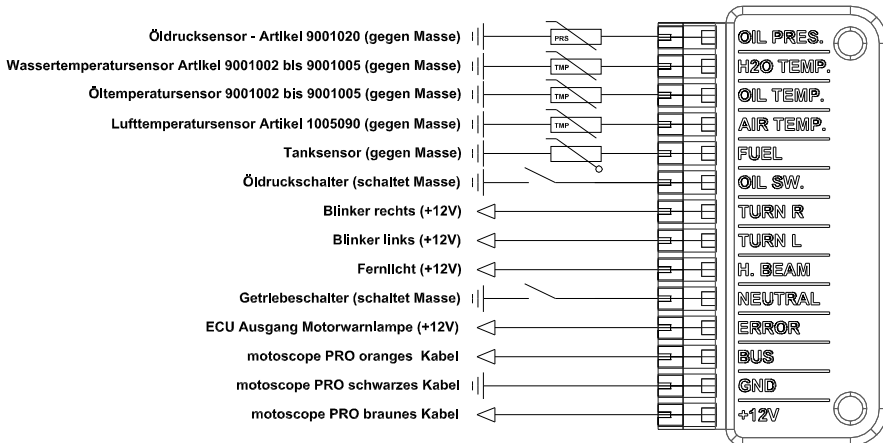 Öldrucksensor - Artikel 9001020 (gegen Masse) PRS OIL PRES.
Wassertemperatursensor Artikel 9001002 bis 9001005 (gegen Masse) TMP H2O TEMP.
Öltemperatursensor 9001002 bis 9001005 (gegen Masse) TMP OIL TEMP.
Lufttemperatursensor Artikel 1005090 (gegen Masse) TMP AIR TEMP.
Tanksensor (gegen Masse) FUEL
Öldruckschalter (schaltet Masse) OIL SW.
Blinker rechts (+12V) TURN R
Blinker links (+12V) TURN L
Fernlicht (+12V) H. BEAM
Getriebeschalter (schaltet Masse) NEUTRAL
ECU Ausgang Motorwarnlampe (+12V) ERROR
motoscope PRO oranges Kabel BUS
motoscope PRO schwarzes Kabel GND
motoscope PRO braunes Kabel +12V